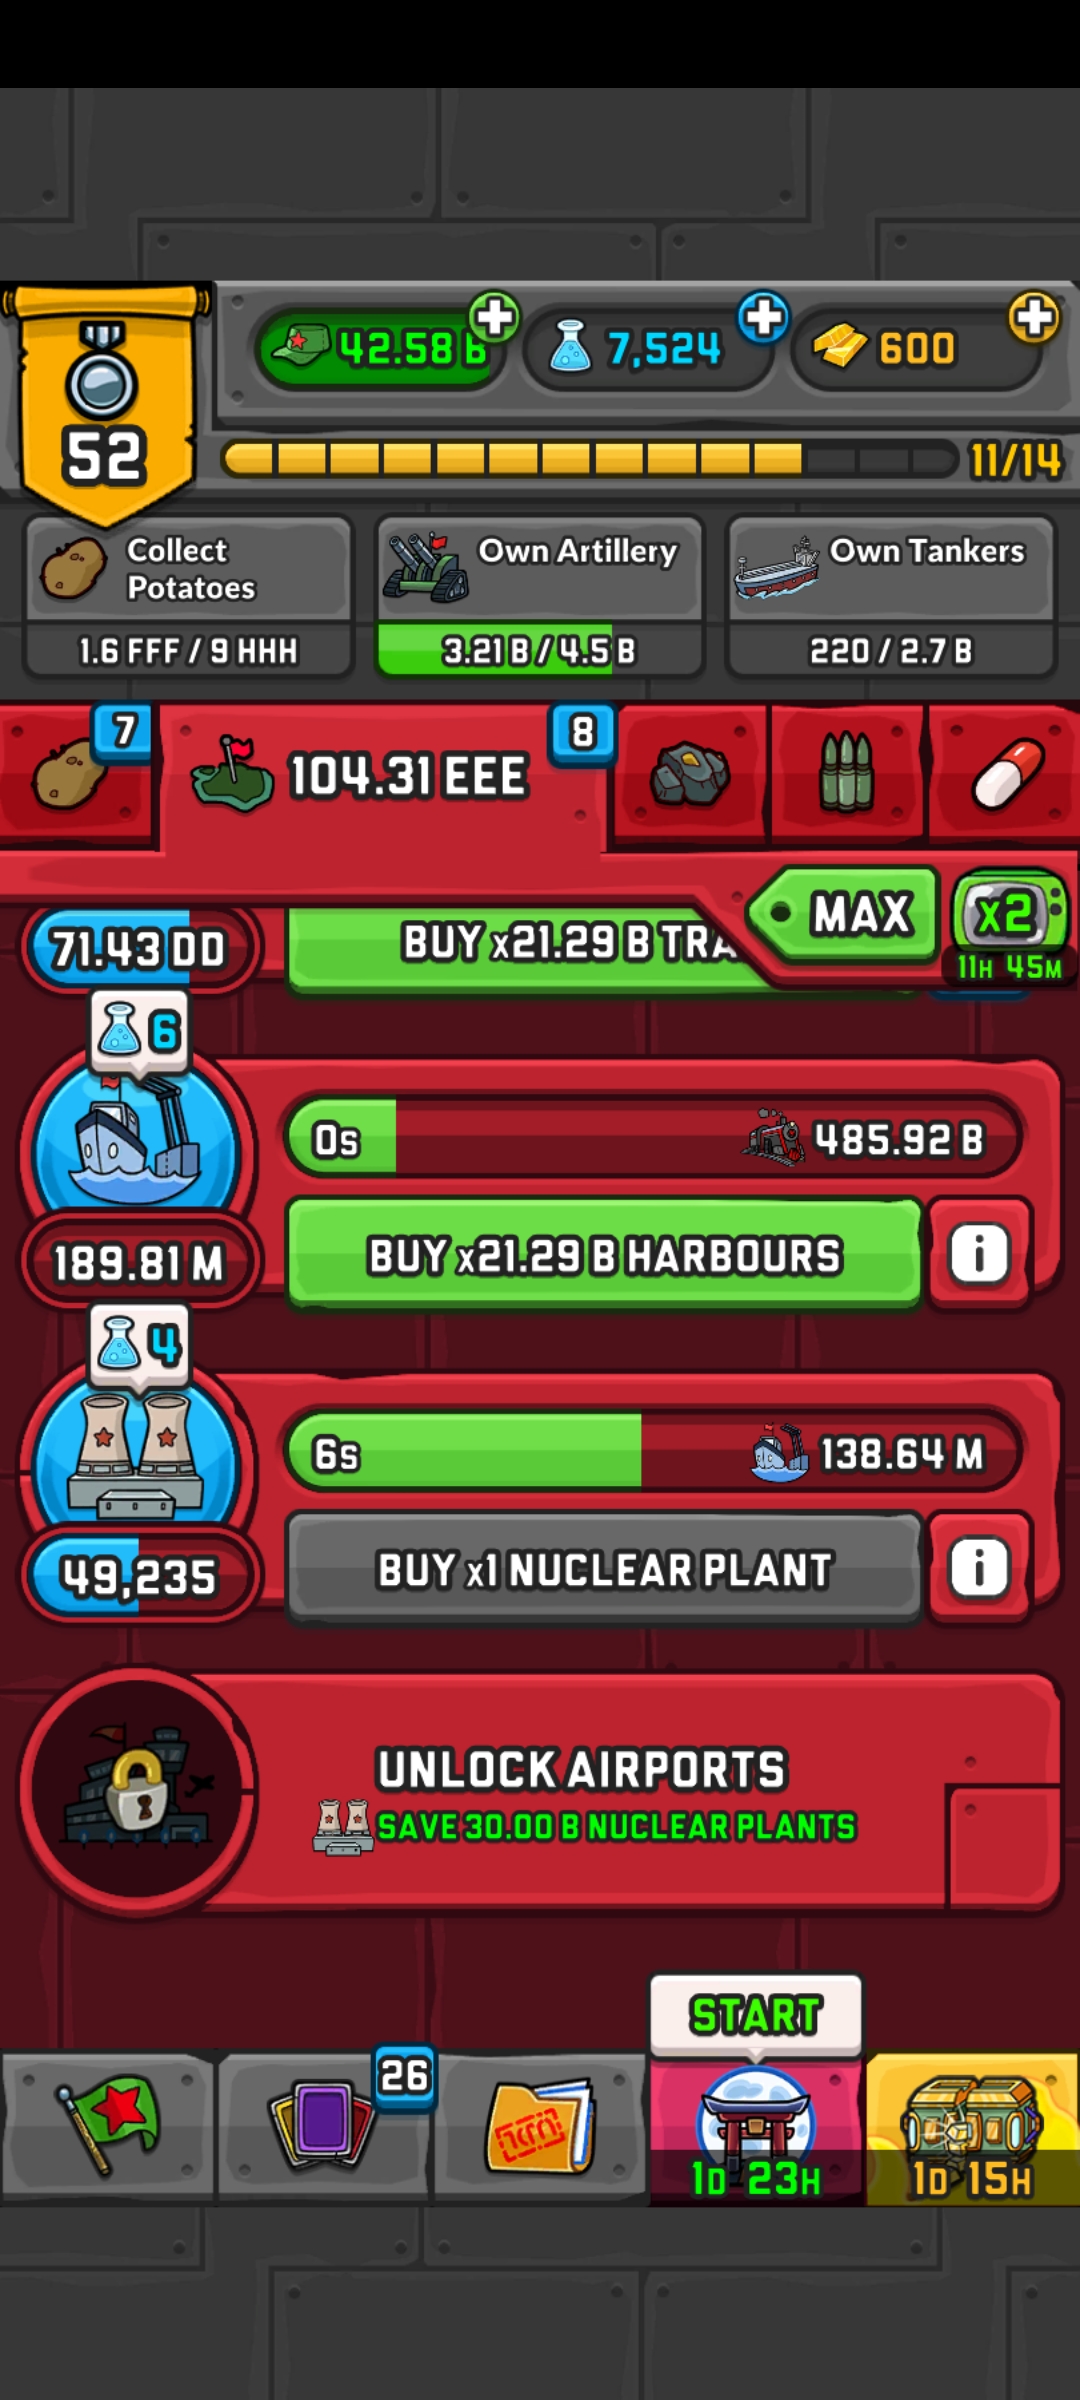 42.58 B
7,524
600
52
11/14
Collect
Potatoes
1.6 FFF / 9 HHH
Own Artillery
3.21 B / 4.5 B
Own Tankers
220 / 2.7 B
7
104.31 EEE
8
MAX
x2
11H 45M
71.43 DD
BUY x21.29 B TRA
6
0s
485.92 B
189.81 M
BUY x21.29 B HARBOURS
i
4
6s
138.64 M
49,235
BUY x1 NUCLEAR PLANT
i
UNLOCK AIRPORTS
SAVE 30.00 B NUCLEAR PLANTS
START
26
1D 23H
1D 15H